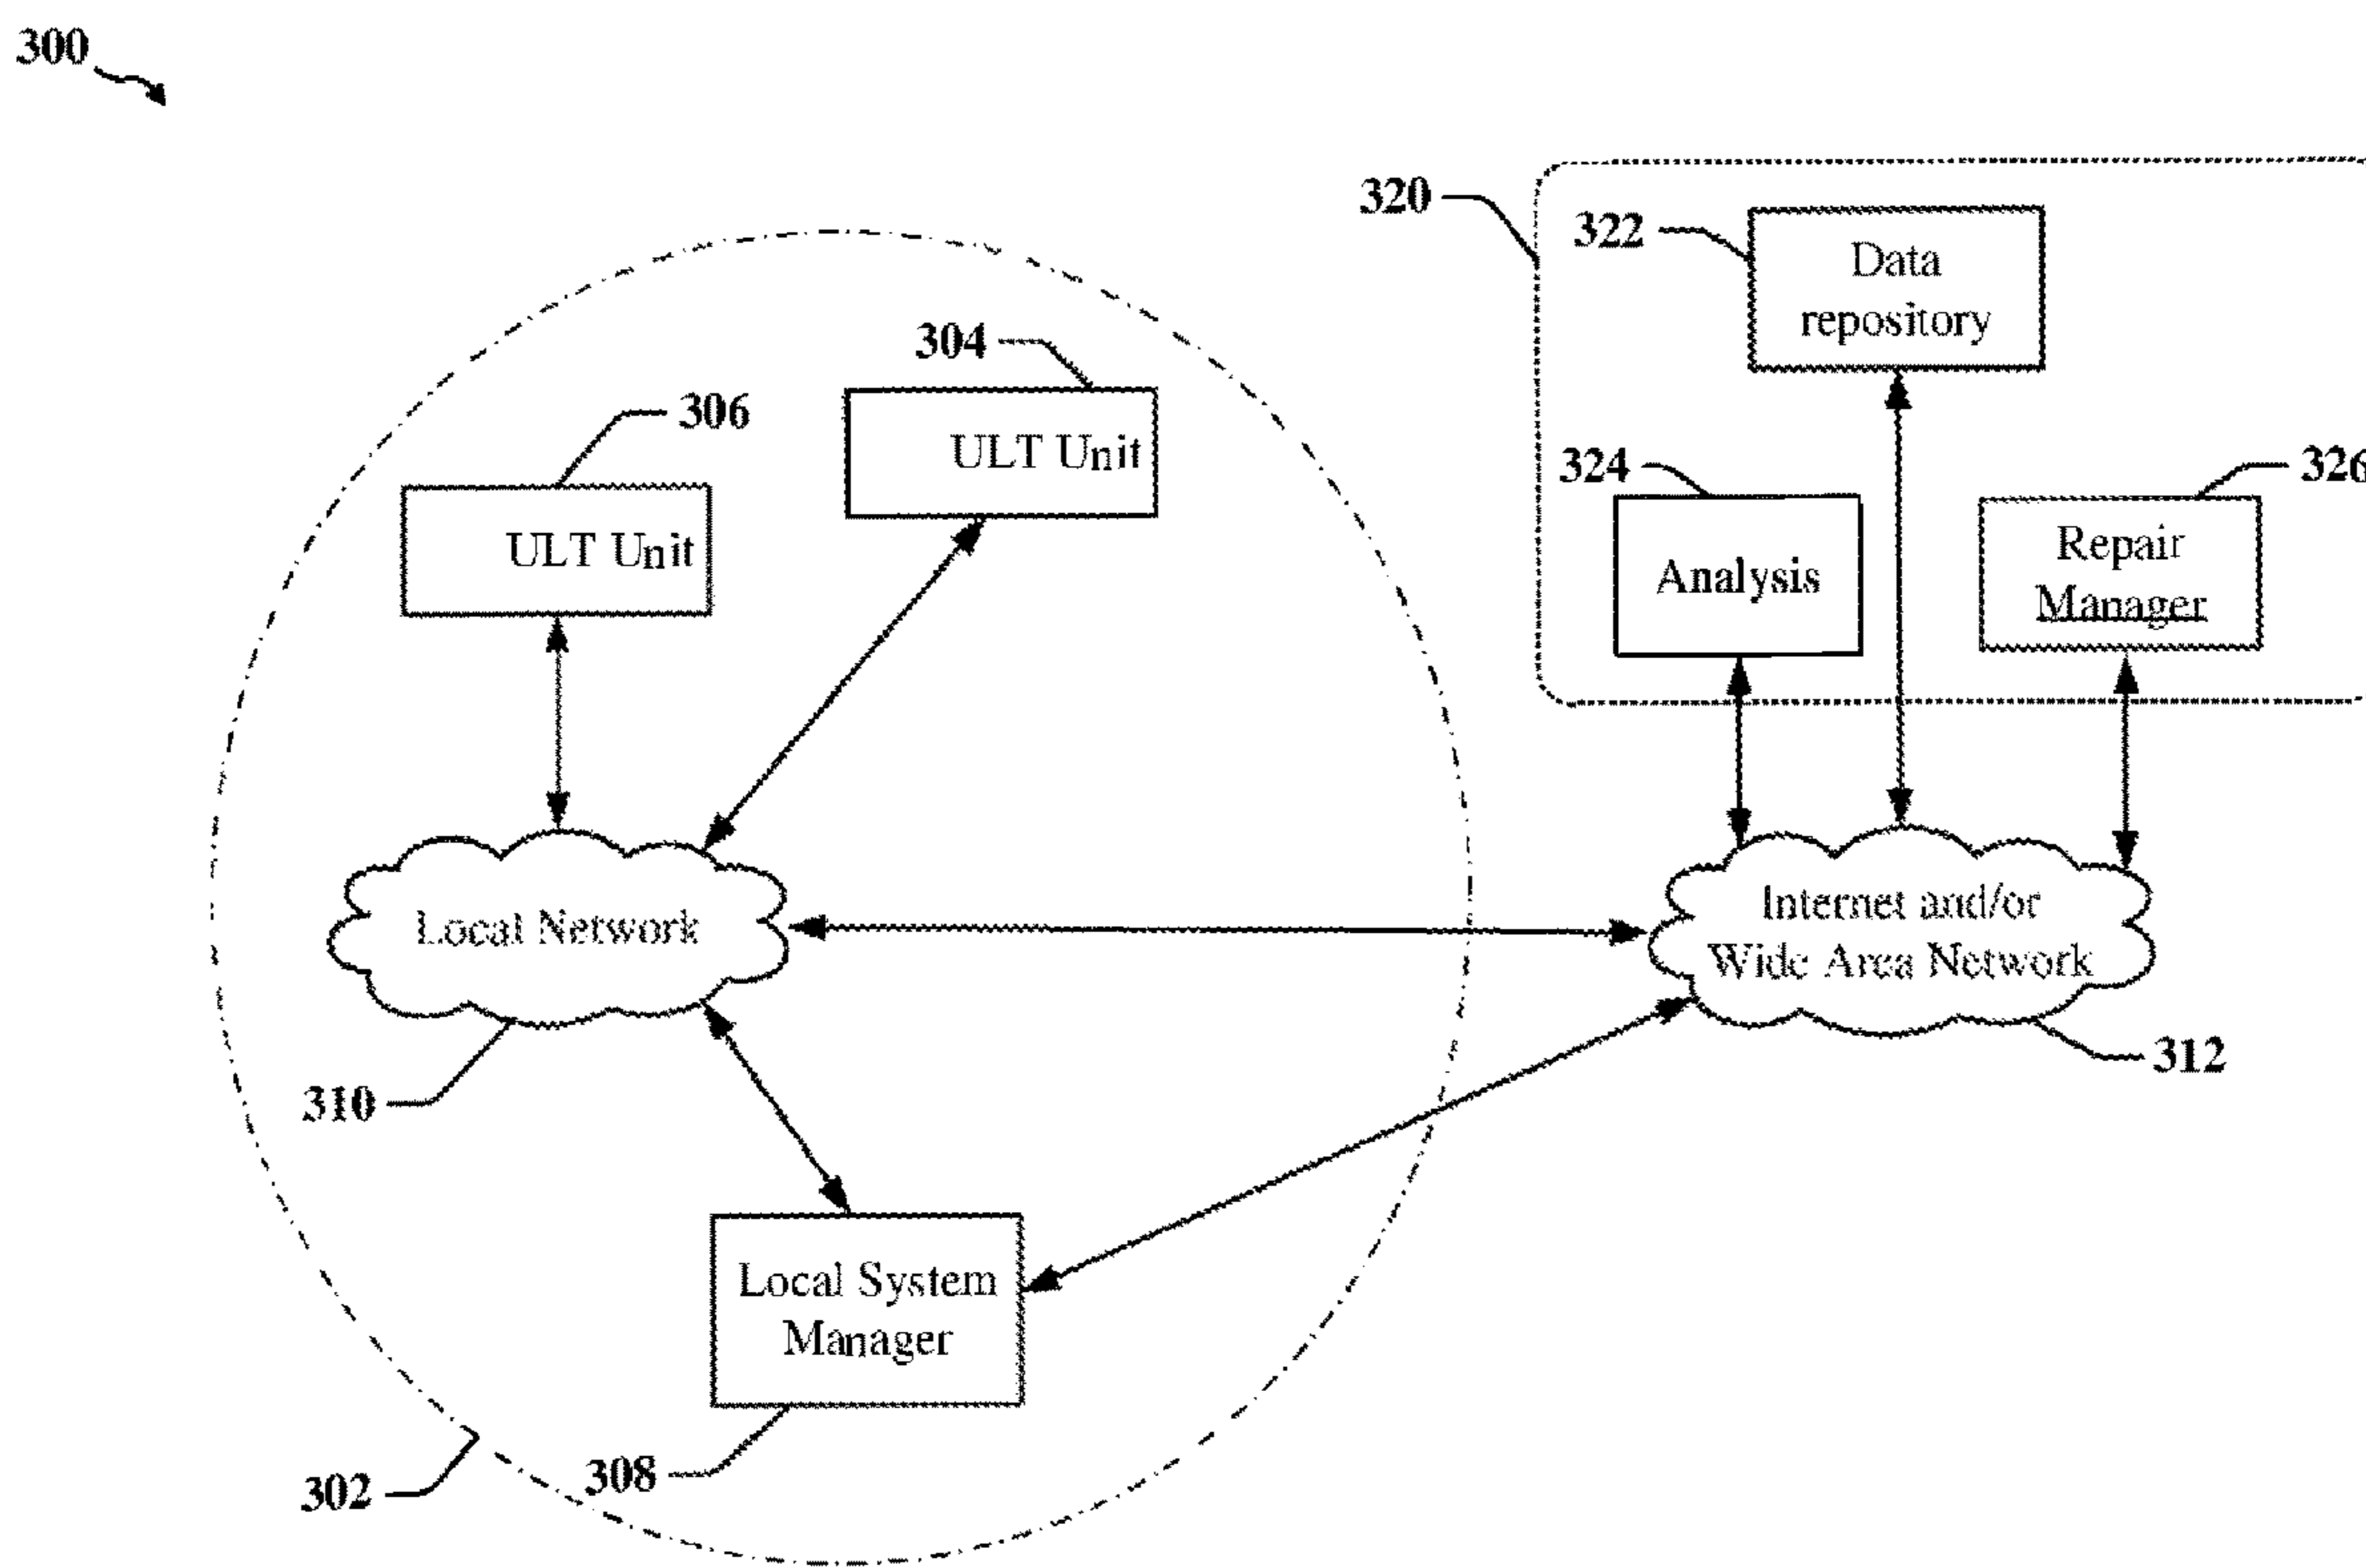 300
320
322
Data
repository
304
ULT Unit
306
ULT Unit
324
Analysis
326
Repair
Manager
Local Network
Internet and/or
Wide Area Network
310
312
Local System
Manager
308
302